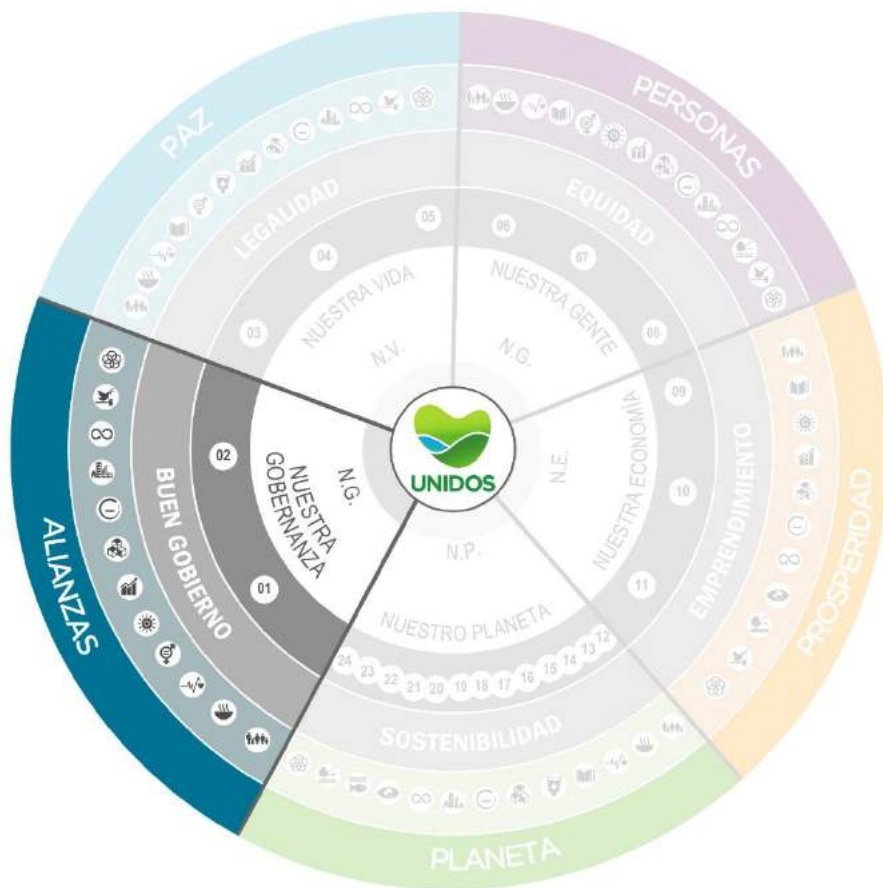 PAZ
PERSONAS
LEGALIDAD
EQUIDAD
05
06
04
07
03
08
NUESTRA VIDA
NUESTRA GENTE
N.V.
N.G.
09
02
UNIDOS
NUESTRA
GOBERNANZA
N.G.
N.E.
NUESTRA ECONOMÍA
10
EMPRENDIMIENTO
PROSPERIDAD
ALIANZAS
BUEN GOBIERNO
01
N.P.
NUESTRO PLANETA
11
24 23 22 21 20 19 18 17 16 15 14 13 12
SOSTENIBILIDAD
PLANETA